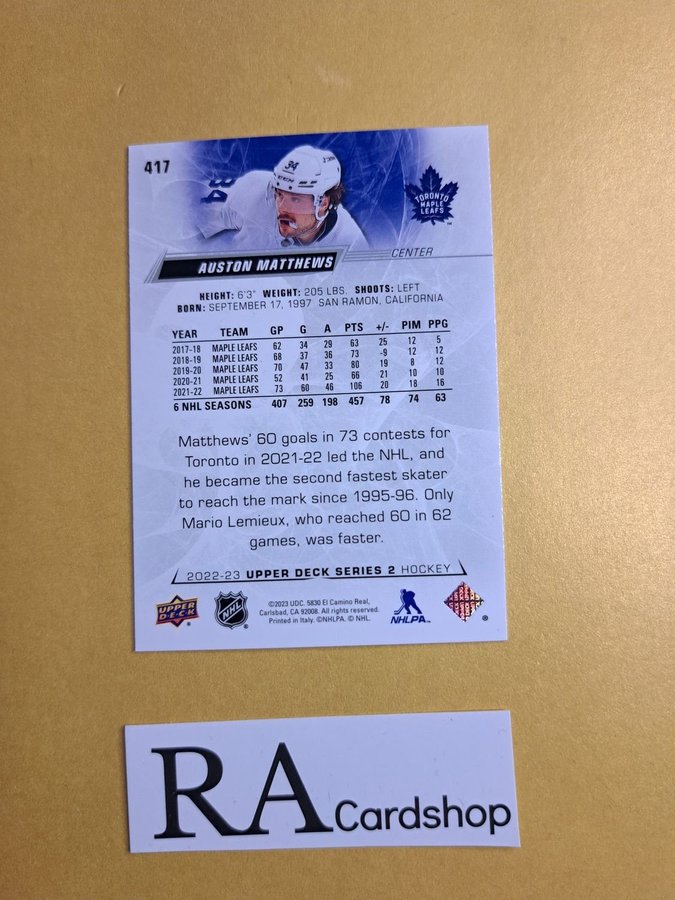 417
34
TORONTO
MAPLE
LEAFS
CENTER
AUSTON MATTHEWS
HEIGHT: 6'3" WEIGHT: 205 LBS. SHOOTS: LEFT
BORN: SEPTEMBER 17, 1997 SAN RAMON, CALIFORNIA
YEAR TEAM GP G A PTS +/- PIM PPG
2017-18 MAPLE LEAFS 62 34 29 63 25 12 5
2018-19 MAPLE LEAFS 68 37 36 73 -9 12 12
2019-20 MAPLE LEAFS 70 47 33 80 19 8 12
2020-21 MAPLE LEAFS 52 41 25 66 21 10 10
2021-22 MAPLE LEAFS 73 60 46 106 20 18 16
6 NHL SEASONS 407 259 198 457 78 74 63
Matthews' 60 goals in 73 contests for
Toronto in 2021-22 led the NHL, and
he became the second fastest skater
to reach the mark since 1995-96. Only
Mario Lemieux, who reached 60 in 62
games, was faster.
2022-23 UPPER DECK SERIES 2 HOCKEY
UPPER
DECK
NHL
©2023 UDC. 5830 El Camino Real,
Carlsbad, CA 92008. All rights reserved.
Printed in Italy. ©NHLPA. © NHL.
NHLPA
RA Cardshop